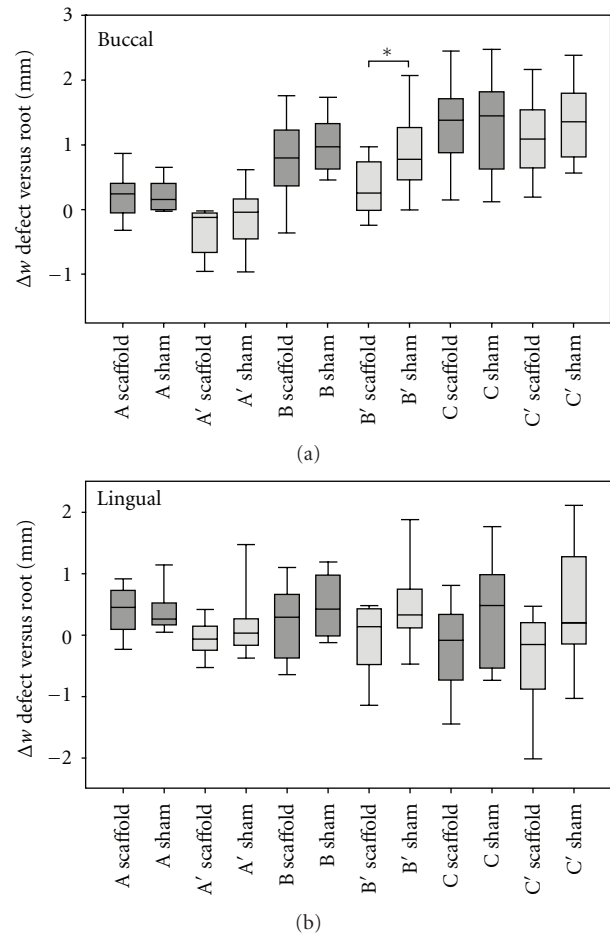 Buccal
*
3
2
1
0
−1
Δw defect versus root (mm)
A scaffold
A sham
A′ scaffold
A′ sham
B scaffold
B sham
B′ scaffold
B′ sham
C scaffold
C sham
C′ scaffold
C′ sham
(a)
Lingual
2
1
0
−1
−2
Δw defect versus root (mm)
A scaffold
A sham
A′ scaffold
A′ sham
B scaffold
B sham
B′ scaffold
B′ sham
C scaffold
C sham
C′ scaffold
C′ sham
(b)